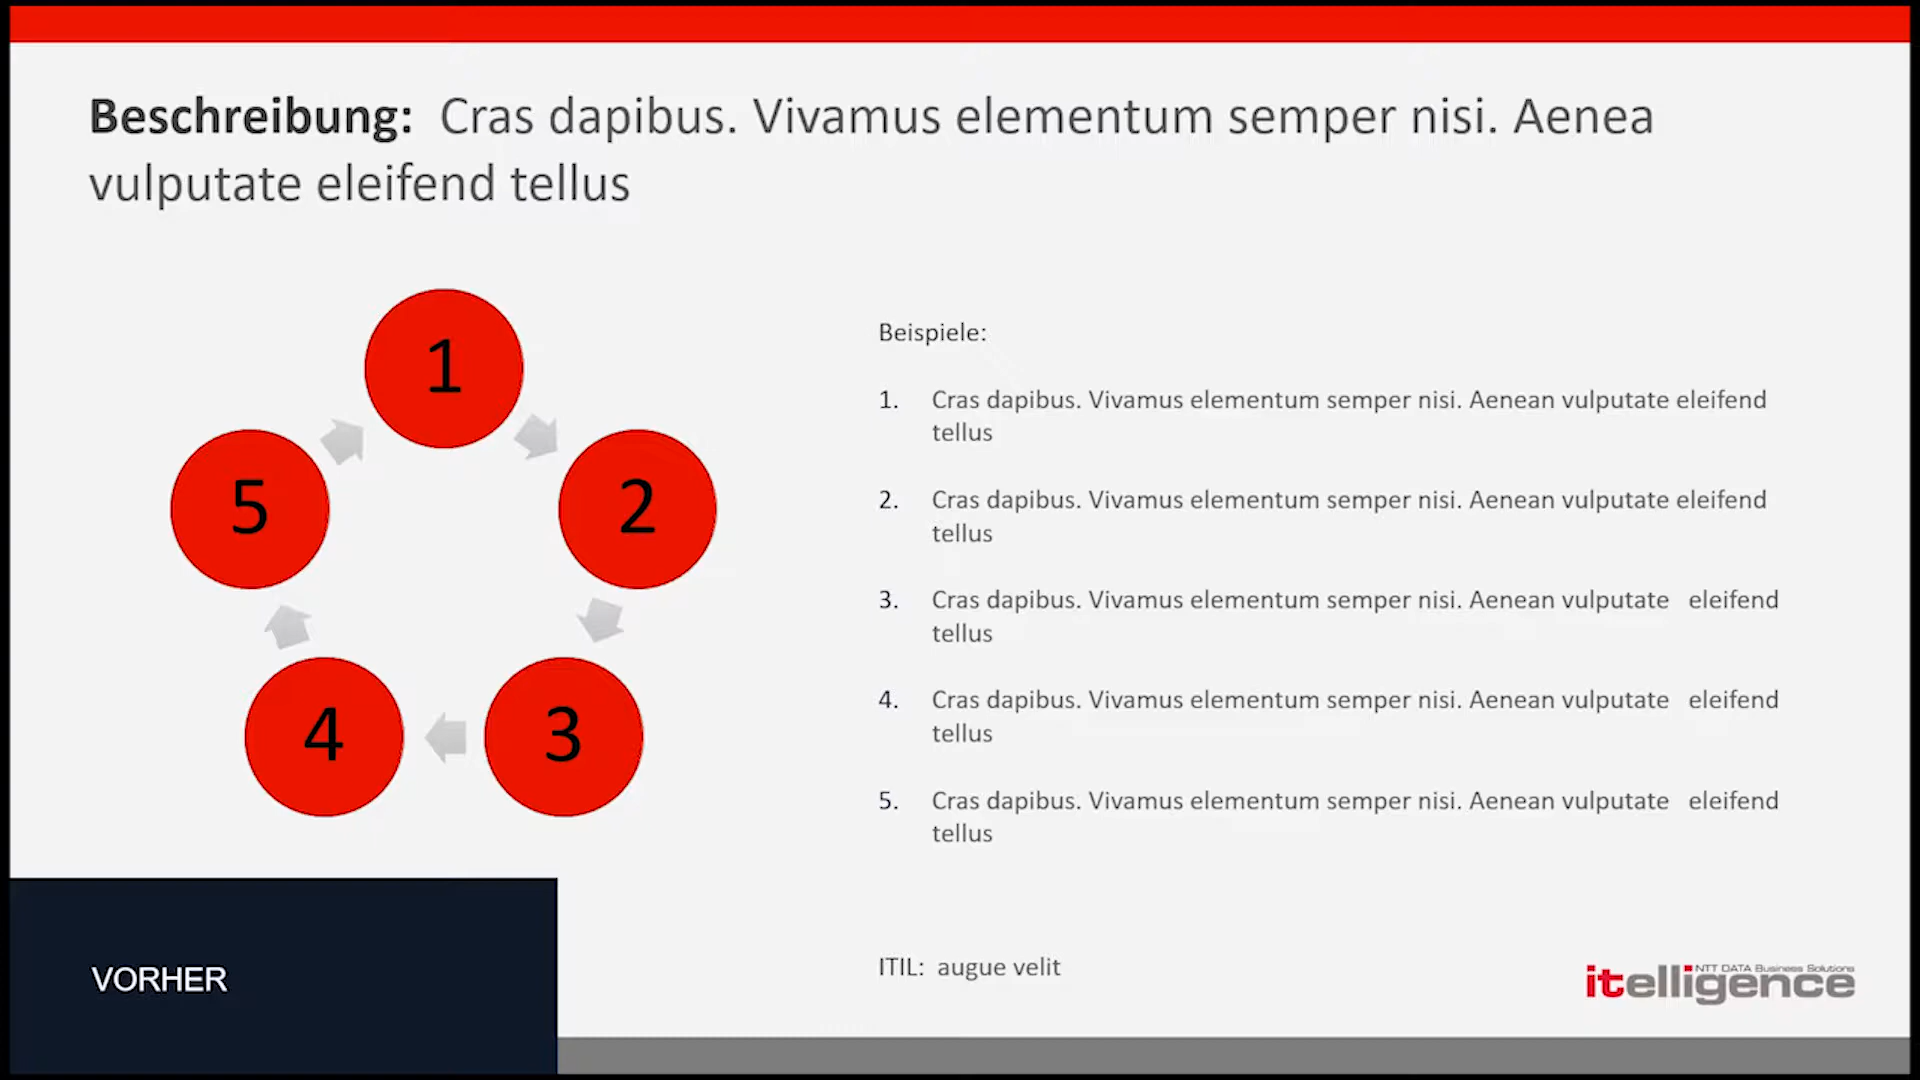 Beschreibung: Cras dapibus. Vivamus elementum semper nisi. Aenea
vulputate eleifend tellus
1
2
3
4
5
Beispiele:
1. Cras dapibus. Vivamus elementum semper nisi. Aenean vulputate eleifend
tellus
2. Cras dapibus. Vivamus elementum semper nisi. Aenean vulputate eleifend
tellus
3. Cras dapibus. Vivamus elementum semper nisi. Aenean vulputate eleifend
tellus
4. Cras dapibus. Vivamus elementum semper nisi. Aenean vulputate eleifend
tellus
5. Cras dapibus. Vivamus elementum semper nisi. Aenean vulputate eleifend
tellus
ITIL: augue velit
VORHER
NTT DATA Business Solutions
itelligence